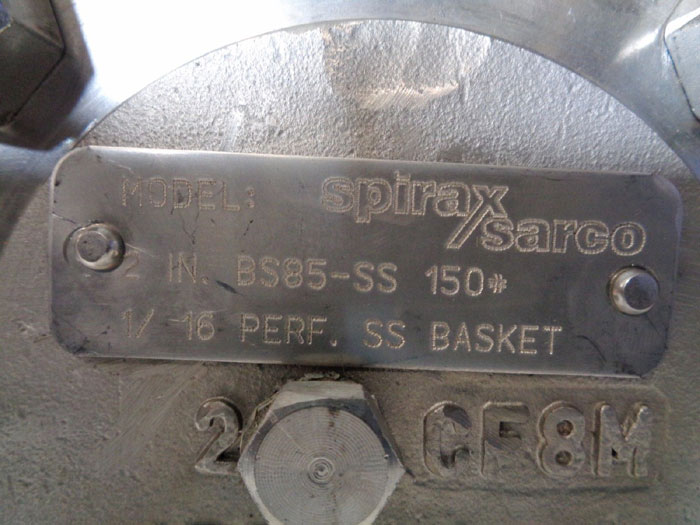 MODEL: spirax sarco
2 IN. BS85-SS 150#
1/16 PERF. SS BASKET
2 CF8M